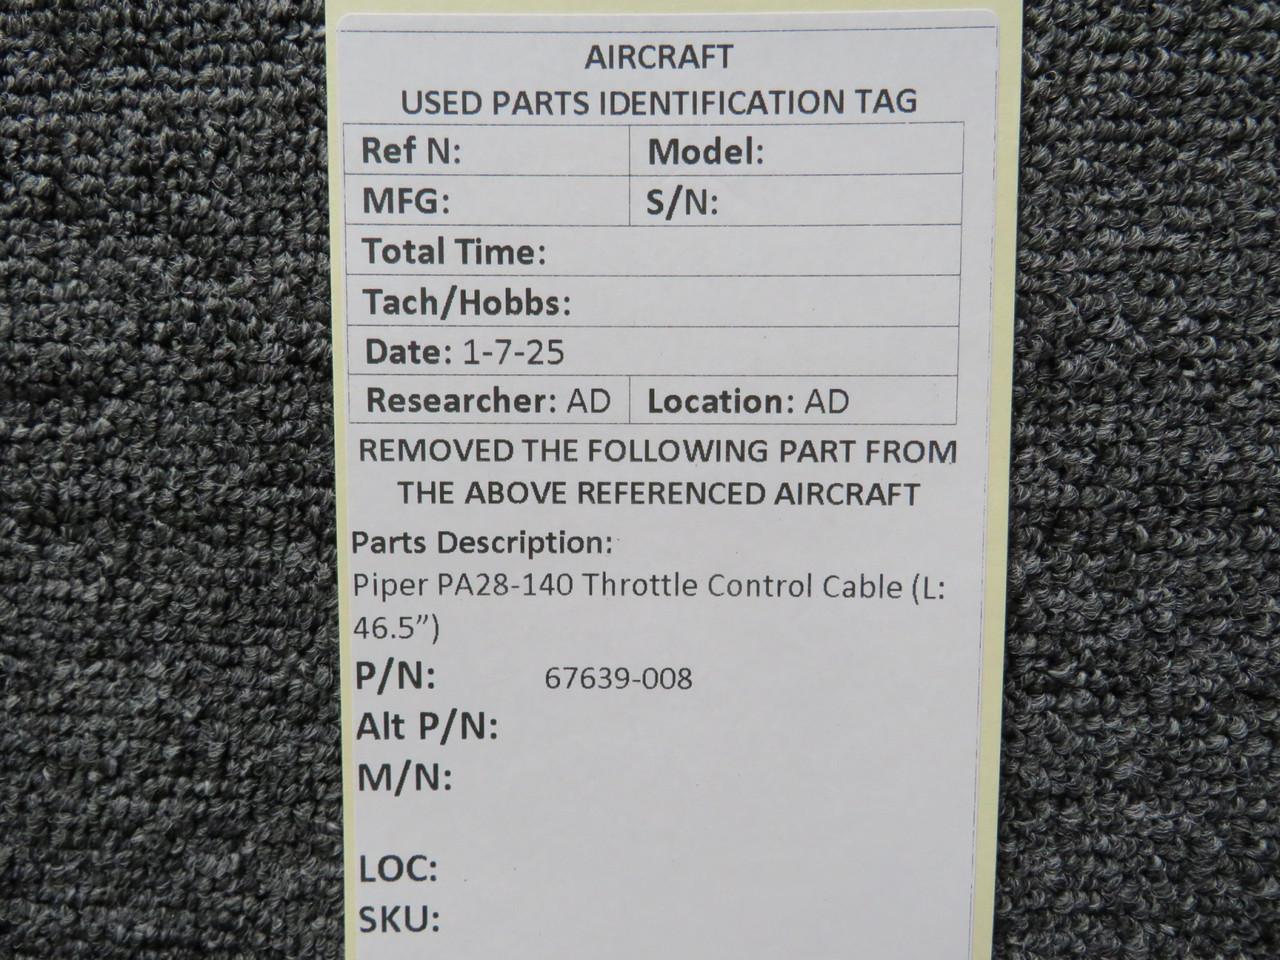 AIRCRAFT
USED PARTS IDENTIFICATION TAG
Ref N: Model:
MFG: S/N:
Total Time:
Tach/Hobbs:
Date: 1-7-25
Researcher: AD Location: AD
REMOVED THE FOLLOWING PART FROM
THE ABOVE REFERENCED AIRCRAFT
Parts Description:
Piper PA28-140 Throttle Control Cable (L:
46.5”)
P/N: 67639-008
Alt P/N:
M/N:
LOC:
SKU: